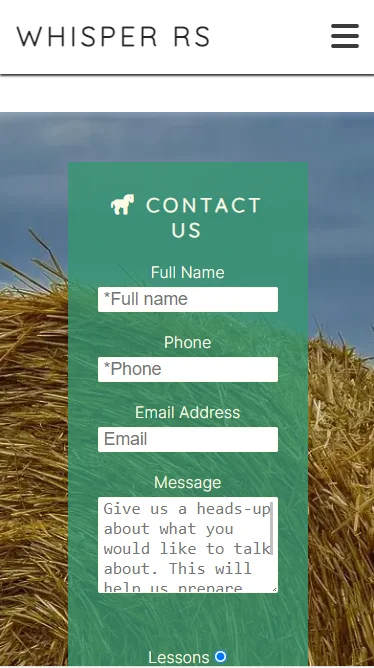 WHISPER RS
CONTACT
US
Full Name
*Full name
Phone
*Phone
Email Address
Email
Message
Give us a heads-up
about what you
would like to talk
about. This will
help us prepare
Lessons